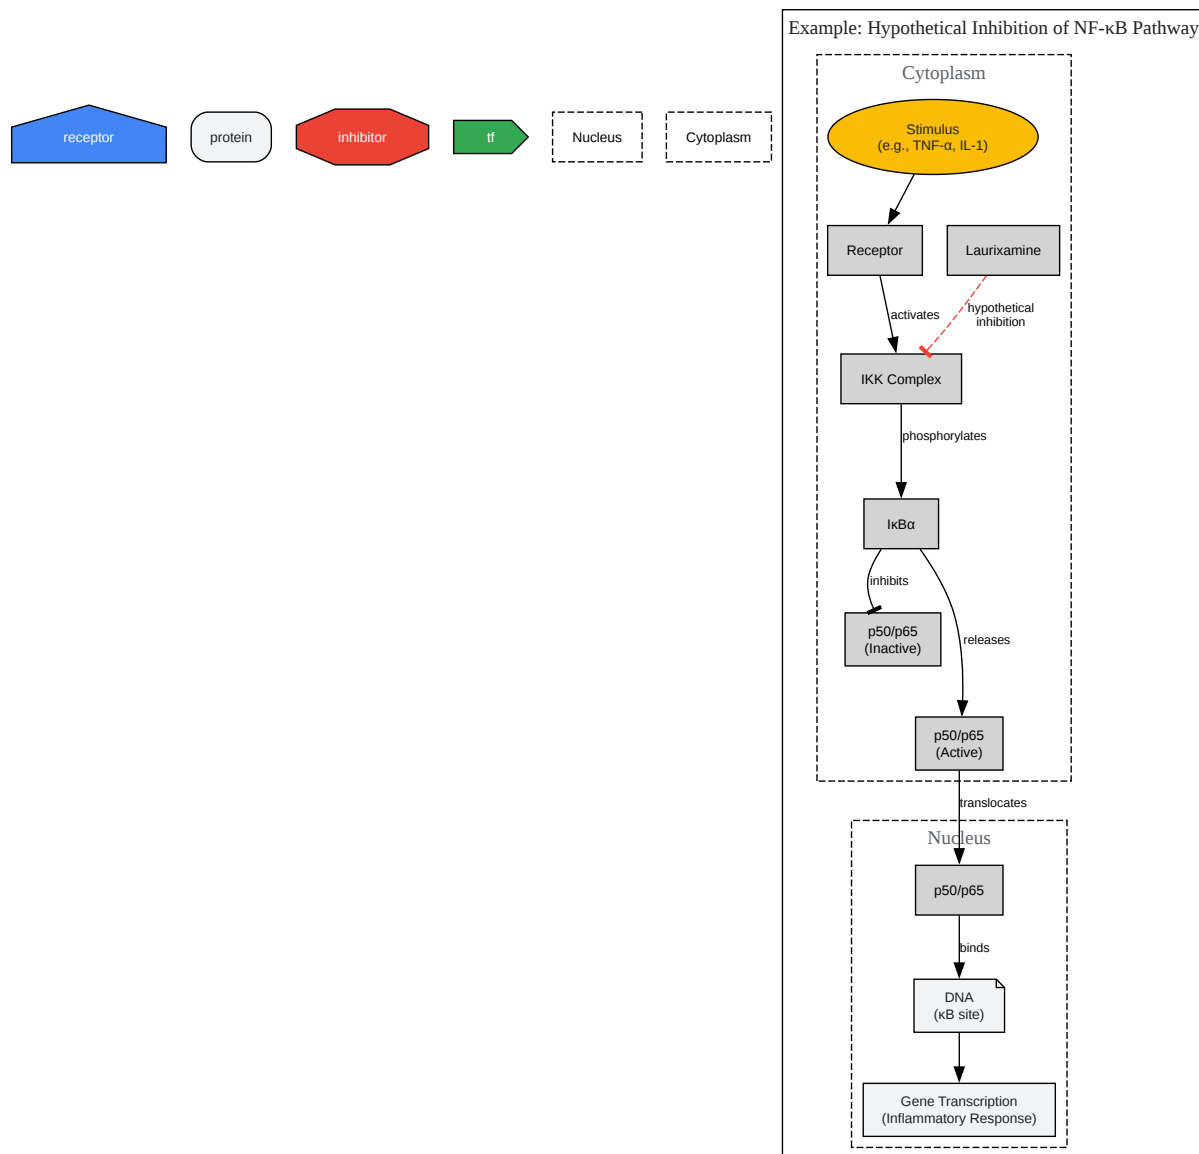 Example: Hypothetical Inhibition of NF-κB Pathway
Cytoplasm
receptor
protein
inhibitor
tf
Nucleus
Cytoplasm
Stimulus
(e.g., TNF-α, IL-1)
Receptor
Laurixamine
activates
hypothetical
inhibition
IKK Complex
phosphorylates
IκBα
inhibits
p50/p65
(Inactive)
releases
p50/p65
(Active)
translocates
Nucleus
p50/p65
binds
DNA
(κB site)
Gene Transcription
(Inflammatory Response)